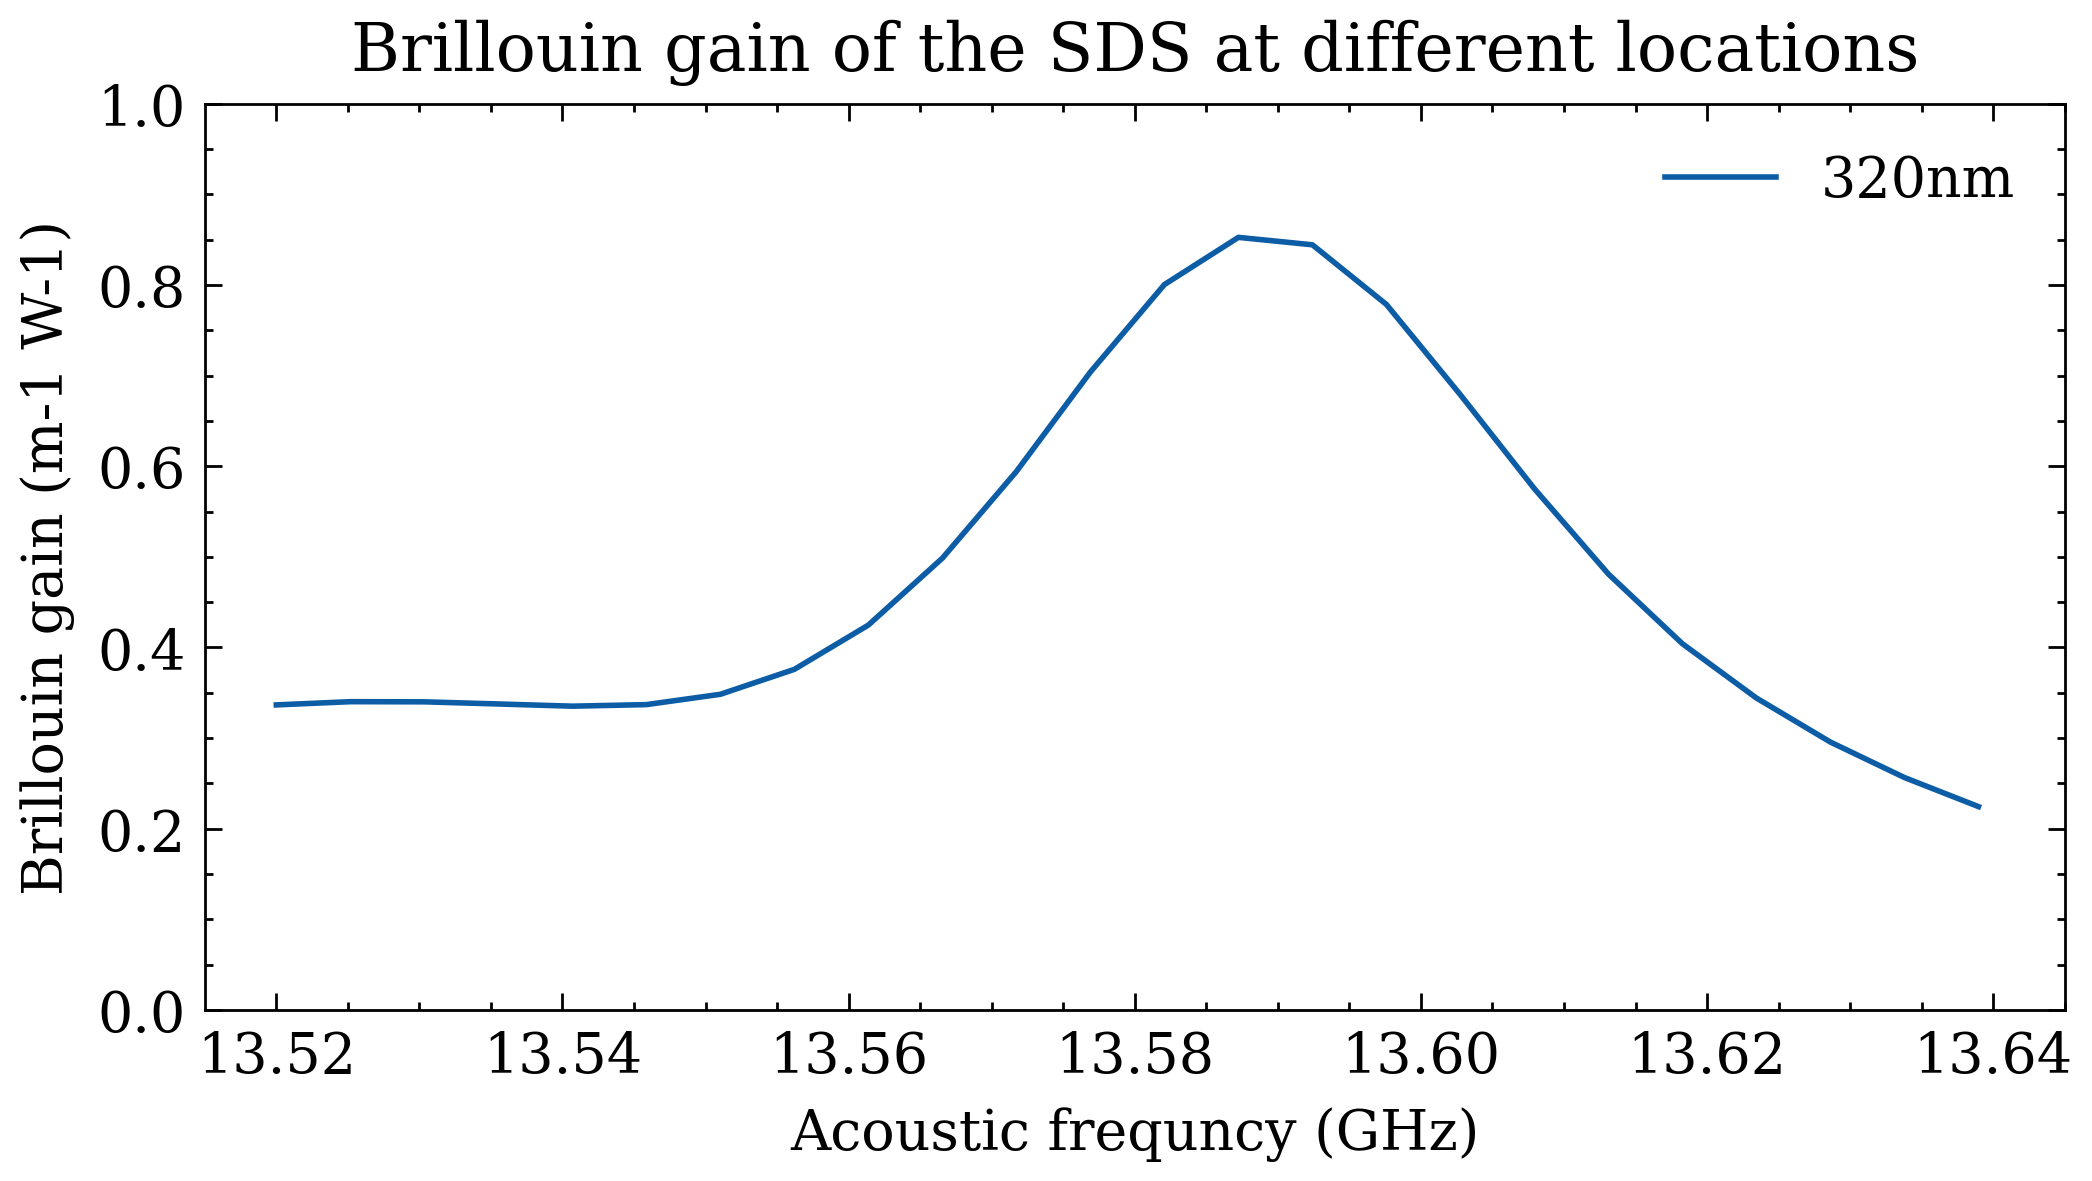 Brillouin gain of the SDS at different locations
320nm
Brillouin gain (m-1 W-1)
1.0
0.8
0.6
0.4
0.2
0.0
13.52 13.54 13.56 13.58 13.60 13.62 13.64
Acoustic frequncy (GHz)